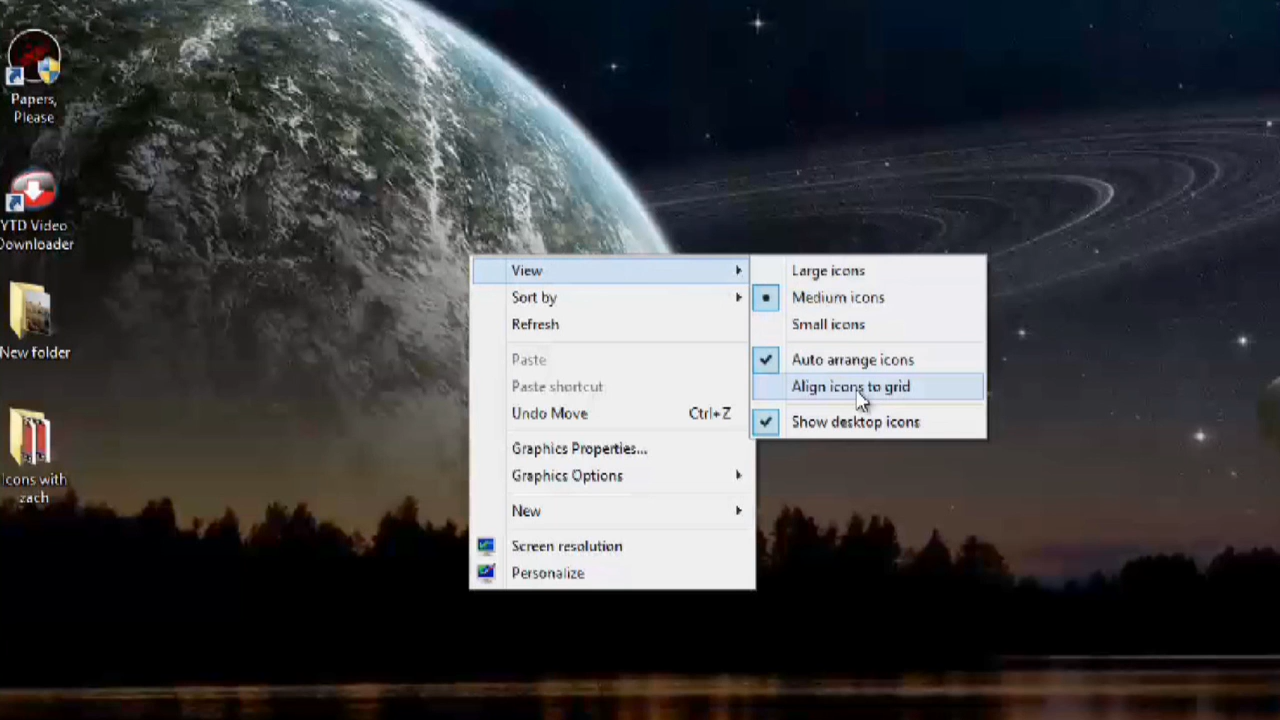 Papers,
Please
YTD Video
Downloader
New folder
Icons with
zach
View
Sort by
Refresh
Paste
Paste shortcut
Undo Move Ctrl+Z
Graphics Properties...
Graphics Options
New
Screen resolution
Personalize
Large icons
Medium icons
Small icons
Auto arrange icons
Align icons to grid
Show desktop icons